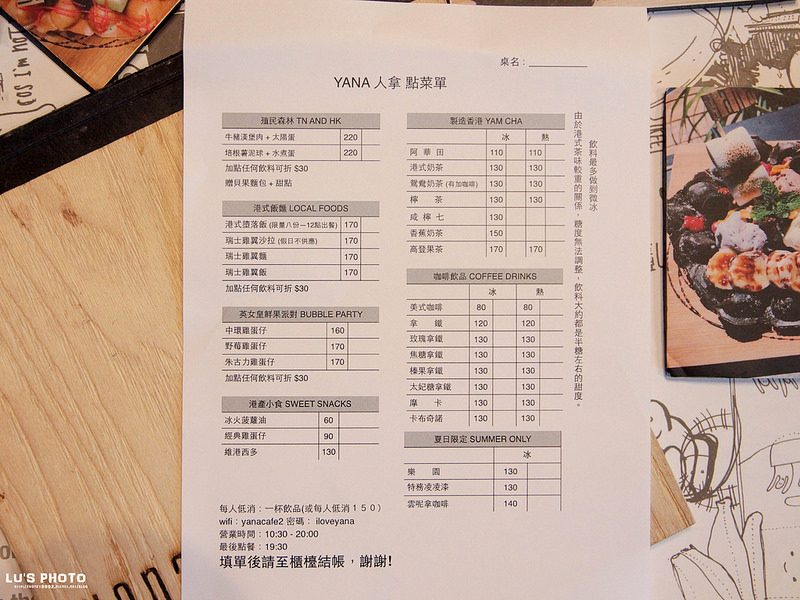 桌名：
YANA 人拿 點菜單
殖民森林 TN AND HK
牛豬漢堡肉 + 太陽蛋 220
培根薯泥球 + 水煮蛋 220
加點任何飲料可折 $30
贈貝果麵包 + 甜點
港式飯麵 LOCAL FOODS
港式墮落飯 (限量八份—12點出餐) 170
瑞士雞翼沙拉 (假日不供應) 170
瑞士雞翼麵 170
瑞士雞翼飯 170
加點任何飲料可折 $30
英女皇鮮果派對 BUBBLE PARTY
中環雞蛋仔 160
野莓雞蛋仔 170
朱古力雞蛋仔 170
加點任何飲料可折 $30
港產小食 SWEET SNACKS
冰火菠蘿油 60
經典雞蛋仔 90
維港西多 130
每人低消：一杯飲品(或每人低消１５０)
wifi：yanacafe2 密碼： iloveyana
營業時間：10:30 - 20:00
最後點餐：19:30
填單後請至櫃檯結帳，謝謝!
製造香港 YAM CHA
冰 熱
阿華田 110 110
港式奶茶 130 130
鴛鴦奶茶 (有加咖啡) 130 130
檸茶 130 130
咸檸七 130
香蕉奶茶 150
高登果茶 170 170
咖啡飲品 COFFEE DRINKS
冰 熱
美式咖啡 80 80
拿鐵 120 120
玫瑰拿鐵 130 130
焦糖拿鐵 130 130
榛果拿鐵 130 130
太妃糖拿鐵 130 130
摩卡 130 130
卡布奇諾 130 130
夏日限定 SUMMER ONLY
冰
樂園 130
特務凌凌漆 130
雲呢拿咖啡 140
飲料最多做到微冰
由於港式茶味較重的關係，糖度無法調整，飲料大約都是半糖左右的甜度。
LU'S PHOTO